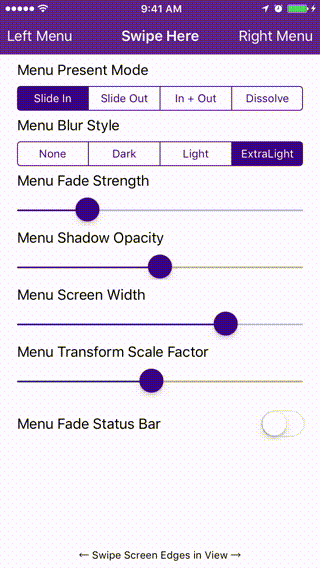 9:41 AM
Left Menu Swipe Here Right Menu
Menu Present Mode
Slide In Slide Out In + Out Dissolve
Menu Blur Style
None Dark Light ExtraLight
Menu Fade Strength
Menu Shadow Opacity
Menu Screen Width
Menu Transform Scale Factor
Menu Fade Status Bar
← Swipe Screen Edges in View →